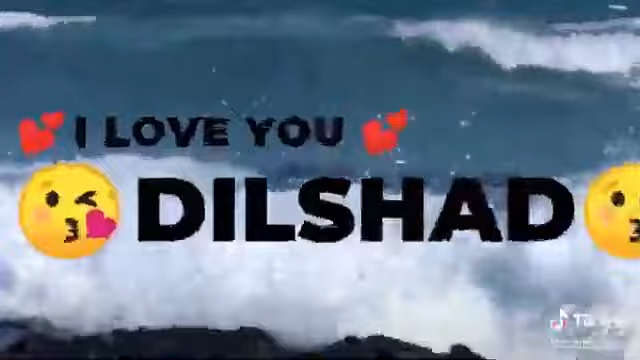 💕 I LOVE YOU 💕
😘 DILSHAD 😘